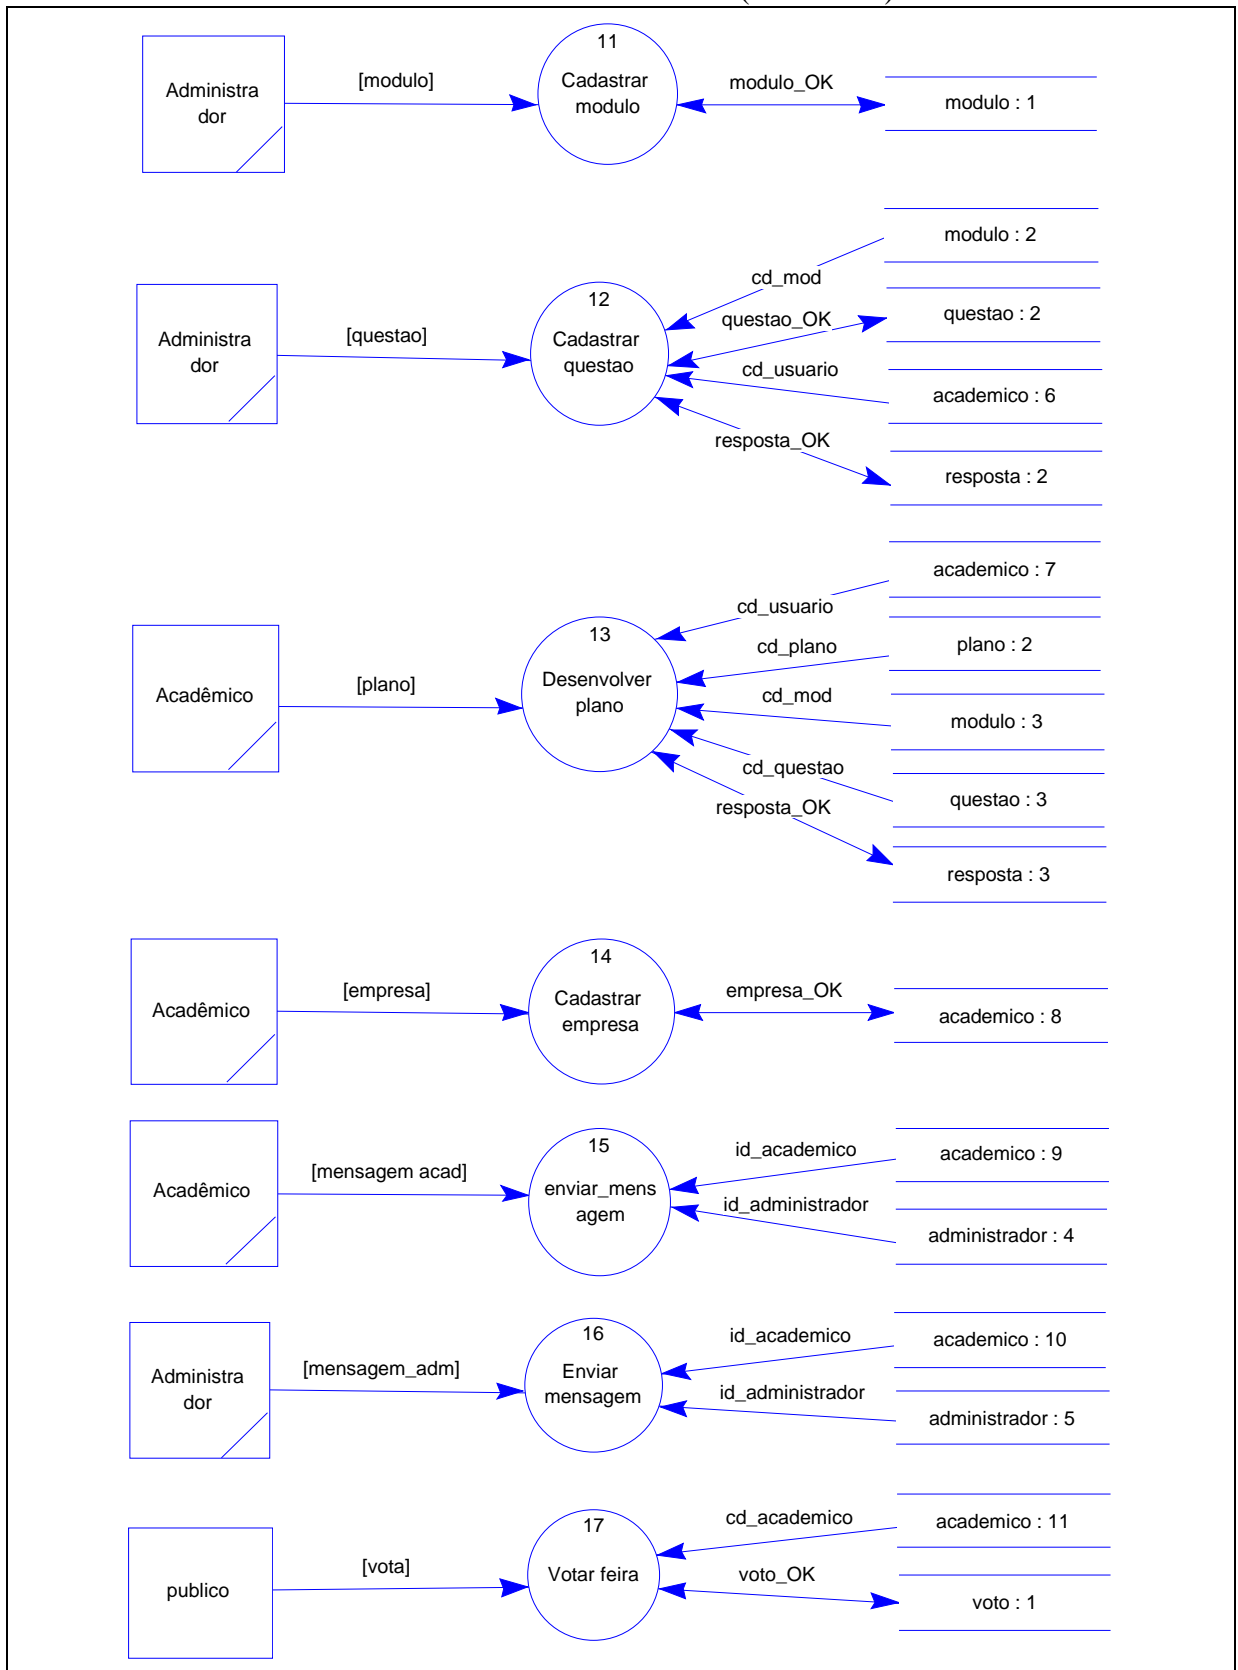 11
Administra
dor
[modulo]
Cadastrar
modulo
modulo_OK
modulo : 1
modulo : 2
cd_mod
12
Administra
dor
[questao]
Cadastrar
questao
questao_OK
questao : 2
cd_usuario
academico : 6
resposta_OK
resposta : 2
academico : 7
cd_usuario
13
Acadêmico
[plano]
Desenvolver
plano
cd_plano
plano : 2
cd_mod
modulo : 3
cd_questao
questao : 3
resposta_OK
resposta : 3
14
Acadêmico
[empresa]
Cadastrar
empresa
empresa_OK
academico : 8
15
Acadêmico
[mensagem acad]
enviar_mens
agem
id_academico
academico : 9
id_administrador
administrador : 4
16
Administra
dor
[mensagem_adm]
Enviar
mensagem
id_academico
academico : 10
id_administrador
administrador : 5
17
publico
[vota]
Votar feira
cd_academico
academico : 11
voto_OK
voto : 1